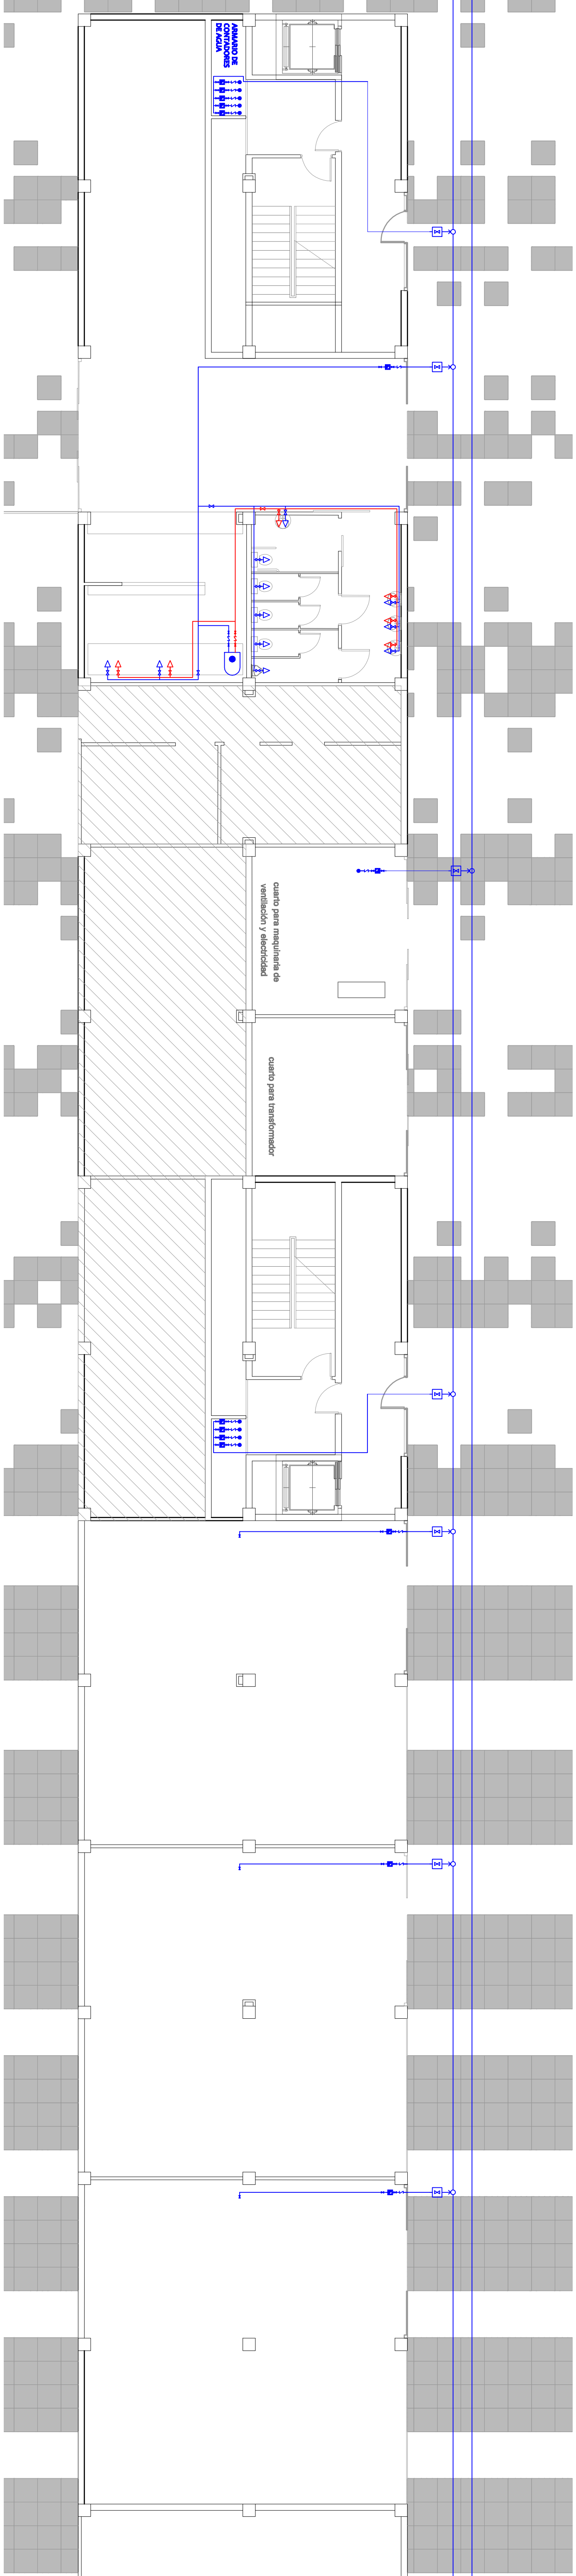 ARMARIO DE
CONTADORES
DE AGUA
cuarto para maquinaria de
ventilación y electricidad
cuarto para transformador